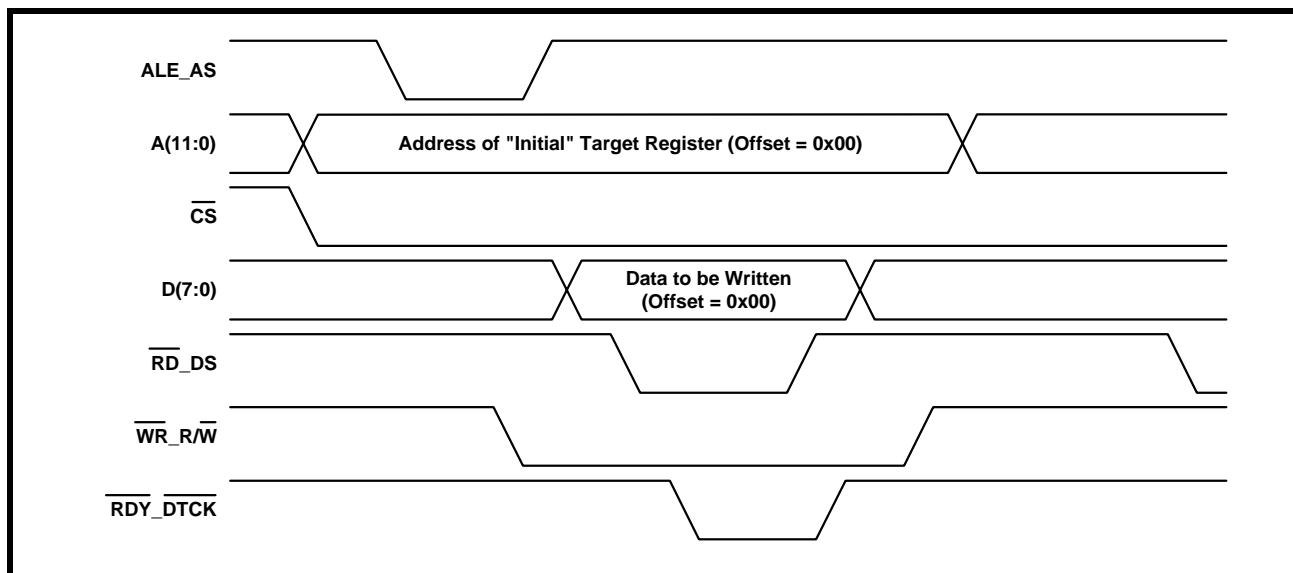 ALE_AS
A(11:0)
Address of "Initial" Target Register (Offset = 0x00)
CS
D(7:0)
Data to be Written
(Offset = 0x00)
RD_DS
WR_R/W
RDY_DTCK